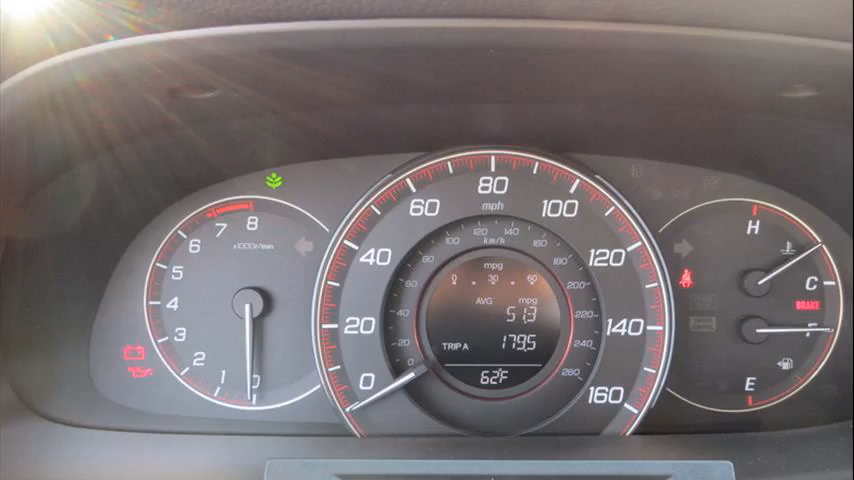 8
7
6
5
4
3
2
1
0
x1000r/min
0
20
40
60
80
100
120
140
160
mph
0
20
40
60
80
100
120
140
160
180
200
220
240
260
km/h
mpg
0 30 60
AVG mpg
51.3
TRIP A 179.5
62°F
H
C
BRAKE
F
E